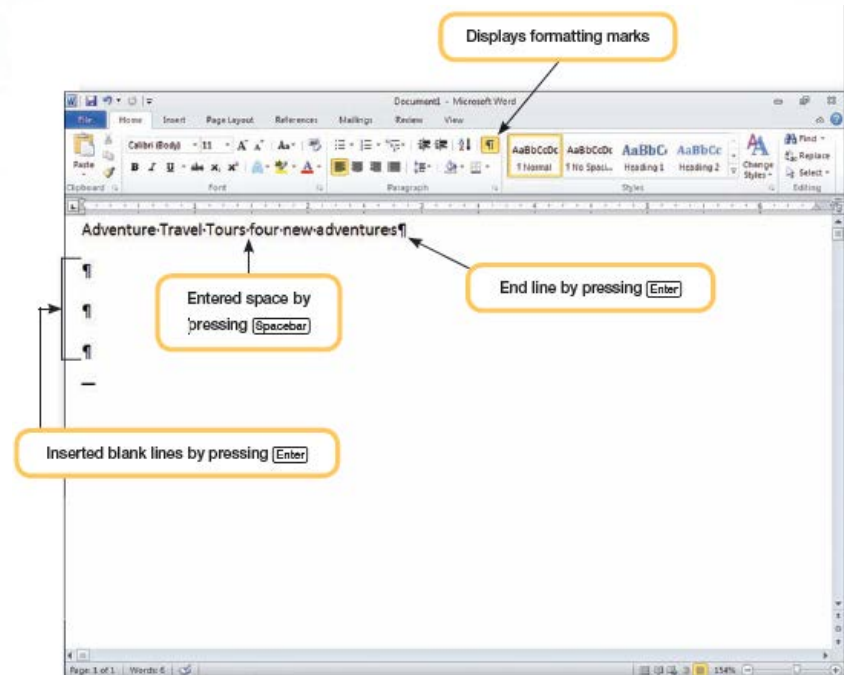 Displays formatting marks
Document1 - Microsoft Word
File Home Insert Page Layout References Mailings Review View
Paste
Calibri (Body) 11 A A Aa
B I U abc x, x² A
AaBbCcDc AaBbCcDc AaBbC AaBbCc
¶ Normal ¶ No Spaci... Heading 1 Heading 2
Change Styles
Find
Replace
Select
Clipboard Font Paragraph Styles Editing
Adventure·Travel·Tours·four·new·adventures¶
¶
¶
¶
Entered space by
pressing Spacebar
End line by pressing Enter
Inserted blank lines by pressing Enter
Page: 1 of 1 Words: 6 154%